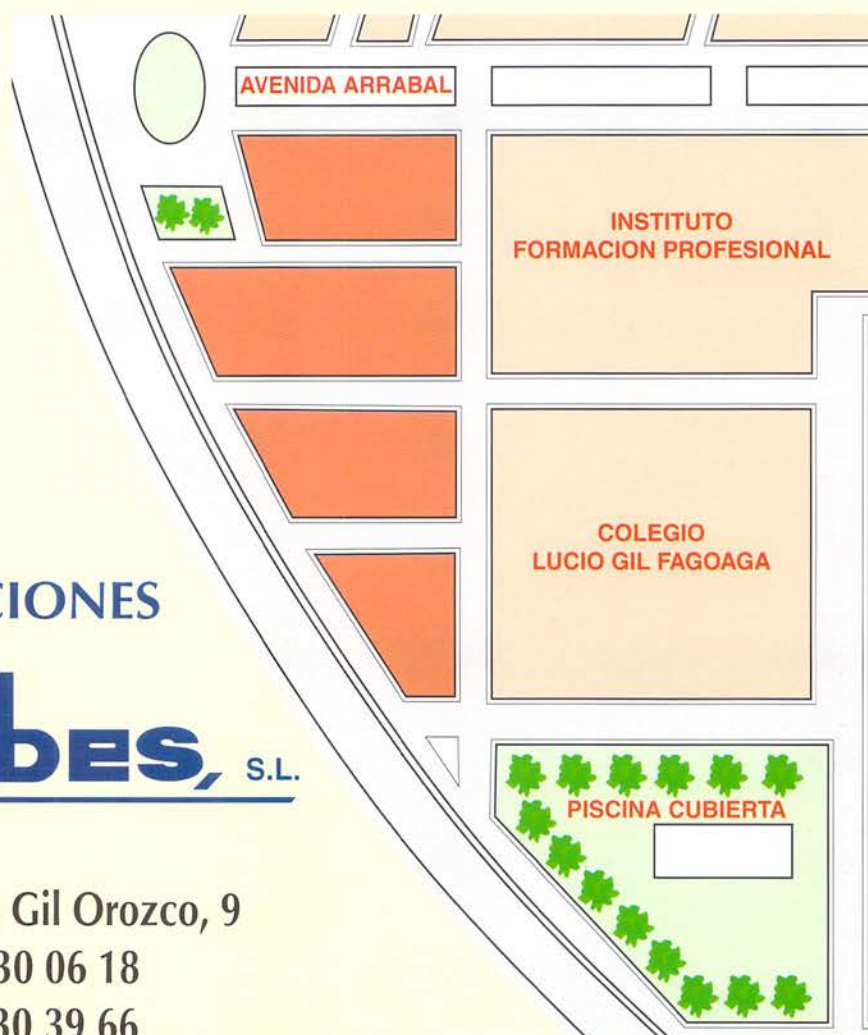 AVENIDA ARRABAL
INSTITUTO
FORMACION PROFESIONAL
COLEGIO
LUCIO GIL FAGOAGA
PISCINA CUBIERTA
CIONES
bES, S.L.
Gil Orozco, 9
30 06 18
30 39 66